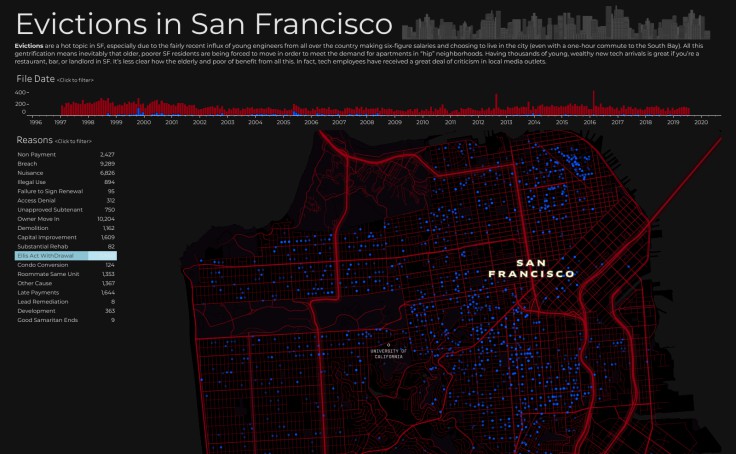 Evictions in San Francisco
Evictions are a hot topic in SF, especially due to the fairly recent influx of young engineers from all over the country making six-figure salaries and choosing to live in the city (even with a one-hour commute to the South Bay). All this
gentrification means inevitably that older, poorer SF residents are being forced to move in order to meet the demand for apartments in "hip" neighborhoods. Having thousands of young, wealthy new tech arrivals is great if you're a
restaurant, bar, or landlord in SF. It's less clear how the elderly and poor of benefit from all this. In fact, tech employees have received a great deal of criticism in local media outlets.
File Date <Click to filter>
400
200
0
1996 1997 1998 1999 2000 2001 2002 2003 2004 2005 2006 2007 2008 2009 2010 2011 2012 2013 2014 2015 2016 2017 2018 2019 2020
Reasons <Click to filter>
Non Payment 2,427
Breach 9,289
Nuisance 6,826
Illegal Use 894
Failure to Sign Renewal 95
Access Denial 312
Unapproved Subtenant 750
Owner Move In 10,204
Demolition 1,162
Capital Improvement 1,609
Substantial Rehab 82
Ellis Act WithDrawal
Condo Conversion 124
Roommate Same Unit 1,353
Other Cause 1,367
Late Payments 1,644
Lead Remediation 8
Development 363
Good Samaritan Ends 9
SAN
FRANCISCO
UNIVERSITY OF
CALIFORNIA